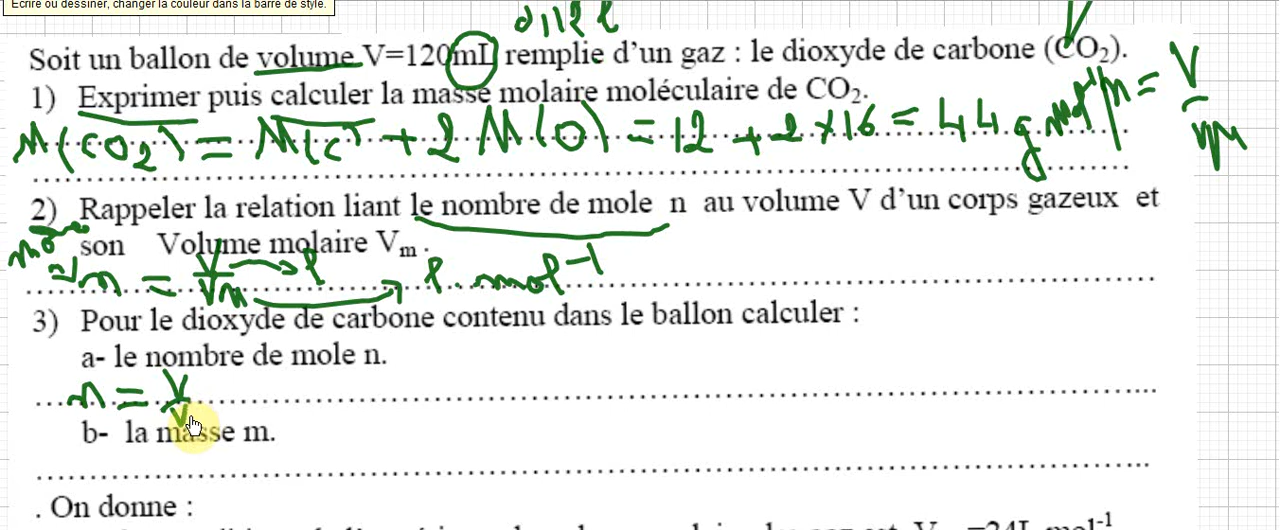 Ecrire ou dessiner, changer la couleur dans la barre de style.
Soit un ballon de volume V=120mL remplie d’un gaz : le dioxyde de carbone (CO₂).
1) Exprimer puis calculer la masse molaire moléculaire de CO₂.
M(CO2) = M(C) + 2 M(O) = 12 + 2 x 16 = 44 g mol⁻¹
n = V
Vm
2) Rappeler la relation liant le nombre de mole n au volume V d’un corps gazeux et
son Volume molaire Vₘ.
n = V/Vm → l
→ l. mol⁻¹
3) Pour le dioxyde de carbone contenu dans le ballon calculer :
a- le nombre de mole n.
n = V
b- la masse m.
. On donne :